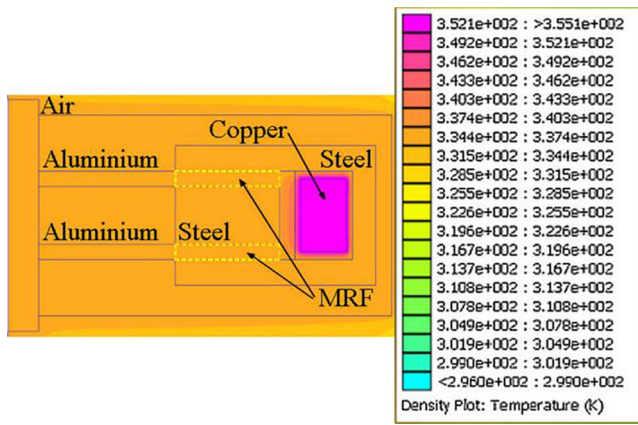 Air
Copper
Aluminium
Steel
Aluminium
Steel
MRF
3.521e+002 : >3.551e+002
3.492e+002 : 3.521e+002
3.462e+002 : 3.492e+002
3.433e+002 : 3.462e+002
3.403e+002 : 3.433e+002
3.374e+002 : 3.403e+002
3.344e+002 : 3.374e+002
3.315e+002 : 3.344e+002
3.285e+002 : 3.315e+002
3.255e+002 : 3.285e+002
3.226e+002 : 3.255e+002
3.196e+002 : 3.226e+002
3.167e+002 : 3.196e+002
3.137e+002 : 3.167e+002
3.108e+002 : 3.137e+002
3.078e+002 : 3.108e+002
3.049e+002 : 3.078e+002
3.019e+002 : 3.049e+002
2.990e+002 : 3.019e+002
<2.960e+002 : 2.990e+002
Density Plot: Temperature (K)